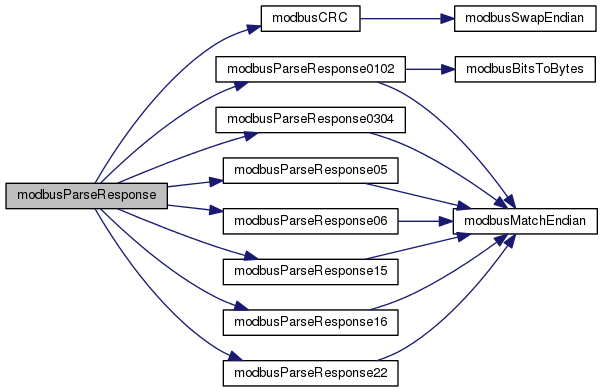 modbusParseResponse
modbusCRC
modbusSwapEndian
modbusParseResponse0102
modbusBitsToBytes
modbusParseResponse0304
modbusParseResponse05
modbusParseResponse06
modbusMatchEndian
modbusParseResponse15
modbusParseResponse16
modbusParseResponse22